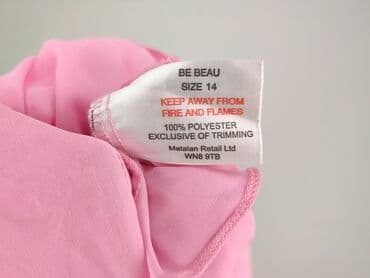 BE BEAU
SIZE 14
KEEP AWAY FROM
FIRE AND FLAMES
100% POLYESTER
EXCLUSIVE OF TRIMMING
Matalan Retail Ltd
WN8 9TB